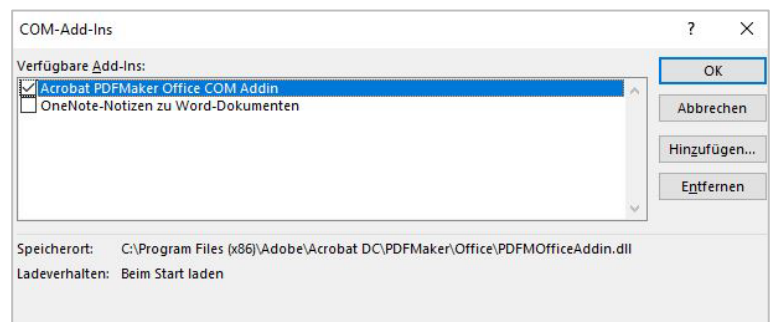 COM-Add-Ins ? ×
Verfügbare Add-Ins:
Acrobat PDFMaker Office COM Addin
OneNote-Notizen zu Word-Dokumenten
OK
Abbrechen
Hinzufügen...
Entfernen
Speicherort: C:\Program Files (x86)\Adobe\Acrobat DC\PDFMaker\Office\PDFMOfficeAddin.dll
Ladeverhalten: Beim Start laden